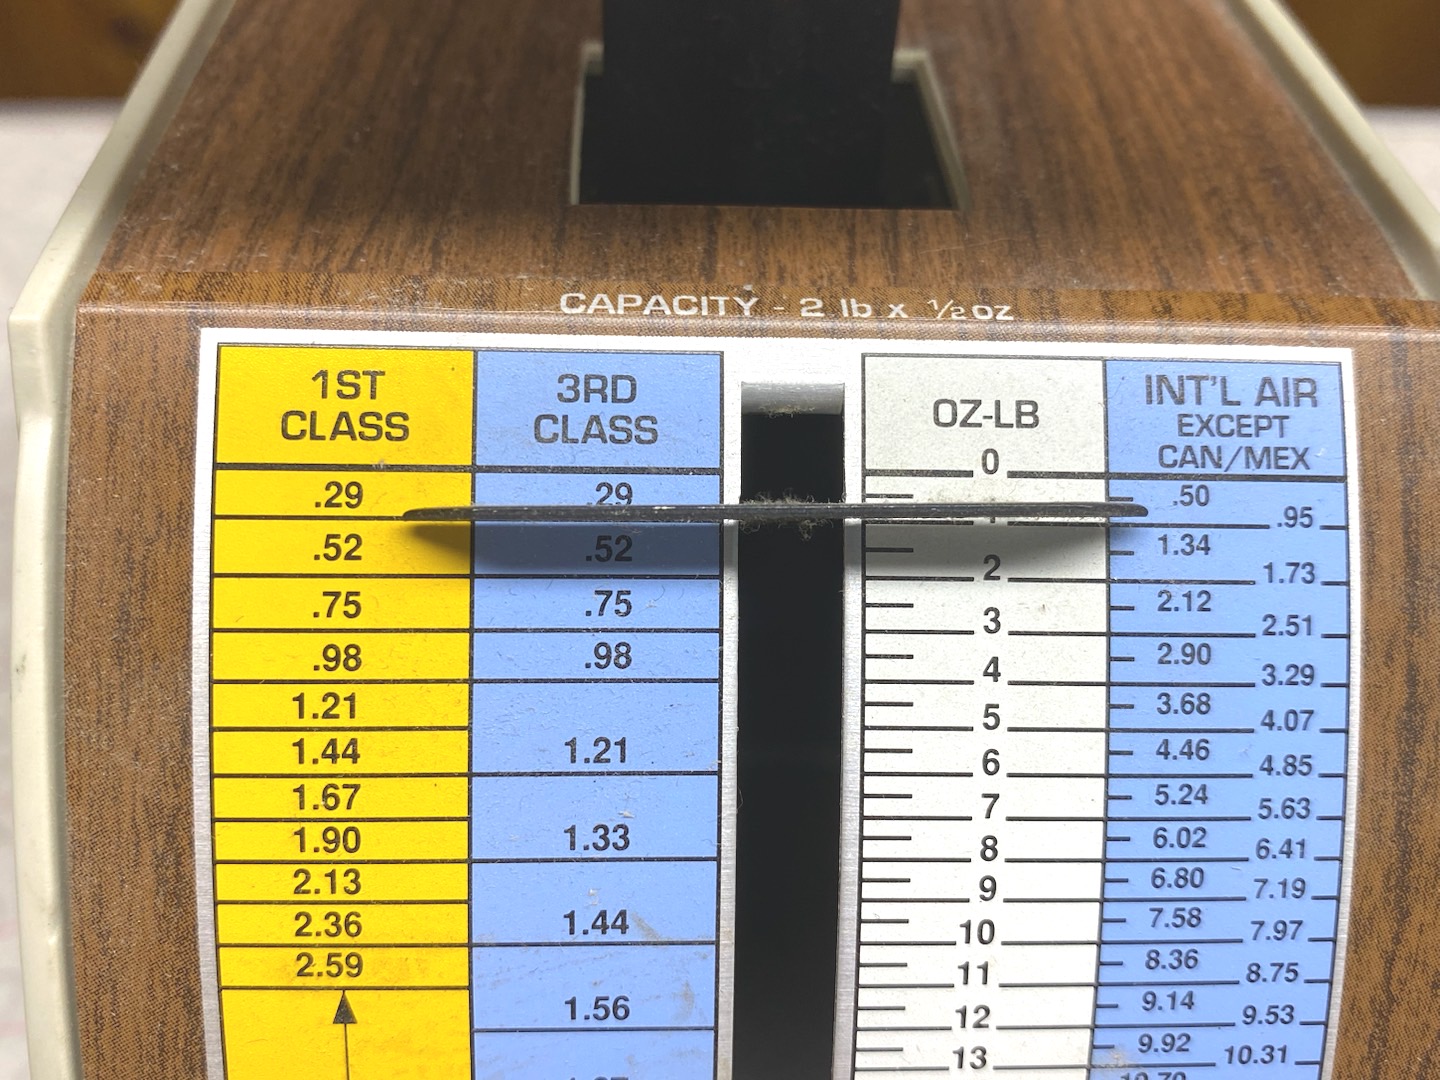 CAPACITY - 2 lb x 1/2 oz
1ST CLASS
3RD CLASS
OZ-LB
INT'L AIR EXCEPT CAN/MEX
0
.29 .29 .50
.95
.52 .52 1.34
2 1.73
.75 .75 2.12
3 2.51
.98 .98 2.90
4 3.29
1.21 3.68
5 4.07
1.44 1.21 4.46
6 4.85
1.67 5.24
7 5.63
1.90 1.33 6.02
8 6.41
2.13 6.80
9 7.19
2.36 1.44 7.58
10 7.97
2.59 8.36
11 8.75
1.56 9.14
12 9.53
9.92
13 10.31